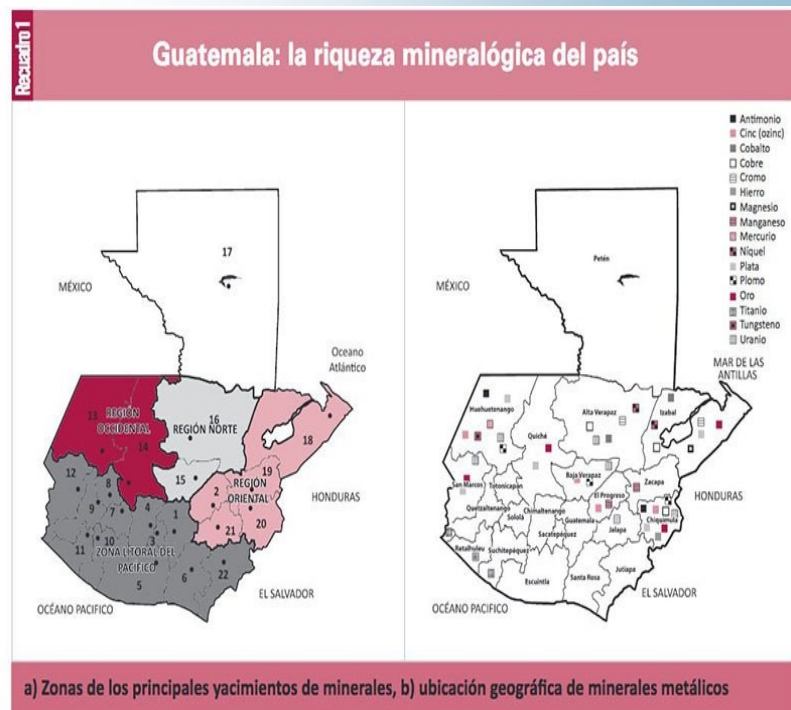 Recuadro 1
Guatemala: la riqueza mineralógica del país
17
MÉXICO
Oceano
Atlántico
13
REGIÓN
OCCIDENTAL
14
16
REGIÓN NORTE
18
15
19
REGIÓN
ORIENTAL
HONDURAS
12
8
9
10
7
4
3
1
2
21
20
11
ZONA LITORAL DEL
PACIFICO
5
6
22
EL SALVADOR
OCÉANO PACIFICO
Antimonio
Cinc (ozinc)
Cobalto
Cobre
Cromo
Hierro
Magnesio
Manganeso
Mercurio
Níquel
Plata
Plomo
Oro
Titanio
Tungsteno
Uranio
Petén
MÉXICO
MAR DE LAS
ANTILLAS
Huehuetenango
Alta Verapaz
Izabal
Quiché
Baja Verapaz
Zacapa
San Marcos
Totonicapan
El Progreso
HONDURAS
Quetzaltenango
Chimaltenango
Guatemala
Chiquimula
Sololá
Jalapa
Sacatepéquez
Retalhuleu
Suchitepéquez
Escuintla
Santa Rosa
Jutiapa
EL SALVADOR
OCÉANO PACIFICO
a) Zonas de los principales yacimientos de minerales, b) ubicación geográfica de minerales metálicos